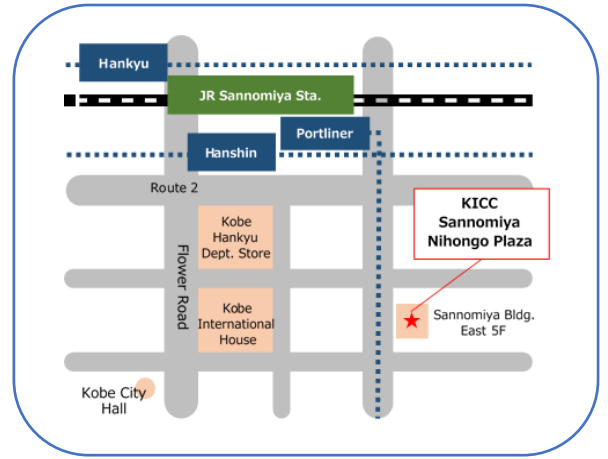 Hankyu
JR Sannomiya Sta.
Portliner
Hanshin
Route 2
KICC
Sannomiya
Nihongo Plaza
Kobe
Hankyu
Dept. Store
Flower Road
Kobe
International
House
Sannomiya Bldg.
East 5F
Kobe City
Hall